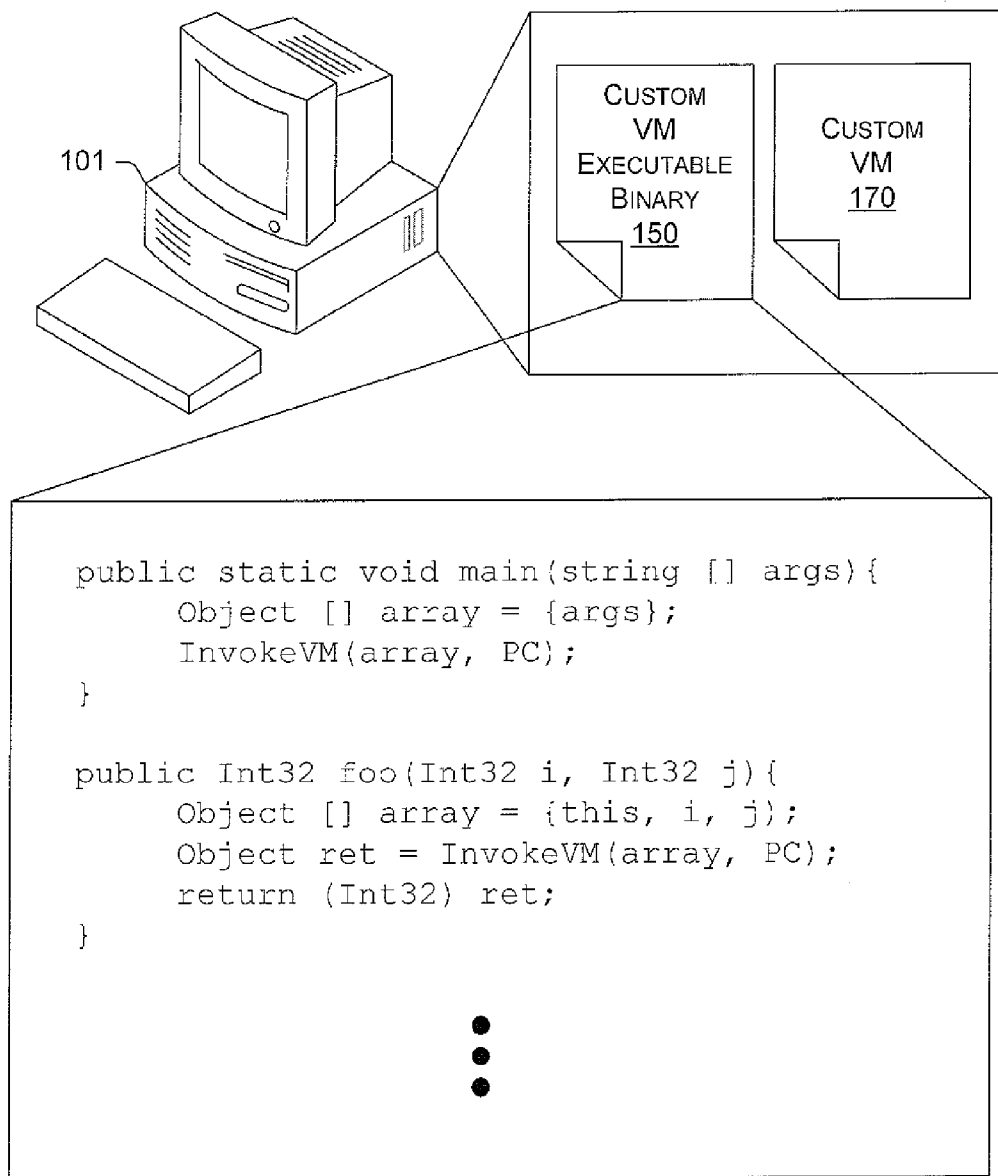 101
CUSTOM
VM
EXECUTABLE
BINARY
150
CUSTOM
VM
170
public static void main(string [] args){
Object [] array = {args};
InvokeVM(array, PC);
}
public Int32 foo(Int32 i, Int32 j){
Object [] array = {this, i, j);
Object ret = InvokeVM(array, PC);
return (Int32) ret;
}